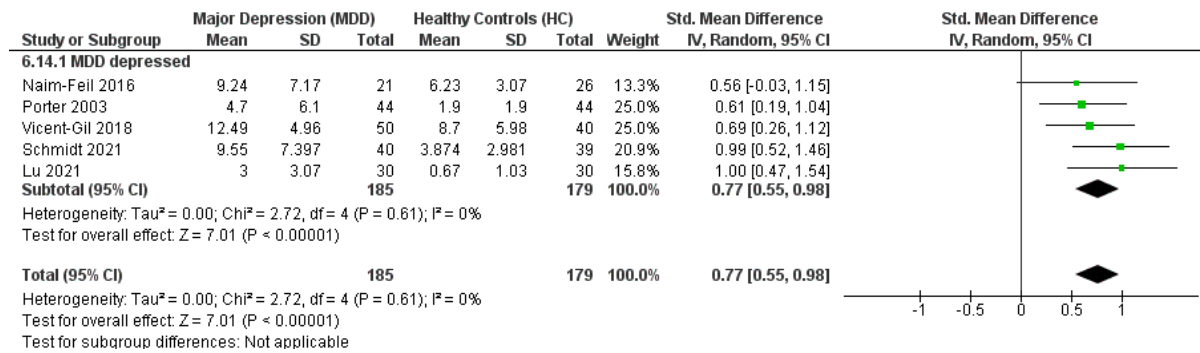 Major Depression (MDD) Healthy Controls (HC) Std. Mean Difference Std. Mean Difference
Study or Subgroup Mean SD Total Mean SD Total Weight IV, Random, 95% CI IV, Random, 95% CI
6.14.1 MDD depressed
Naim-Feil 2016 9.24 7.17 21 6.23 3.07 26 13.3% 0.56 [-0.03, 1.15]
Porter 2003 4.7 6.1 44 1.9 1.9 44 25.0% 0.61 [0.19, 1.04]
Vicent-Gil 2018 12.49 4.96 50 8.7 5.98 40 25.0% 0.69 [0.26, 1.12]
Schmidt 2021 9.55 7.397 40 3.874 2.981 39 20.9% 0.99 [0.52, 1.46]
Lu 2021 3 3.07 30 0.67 1.03 30 15.8% 1.00 [0.47, 1.54]
Subtotal (95% CI) 185 179 100.0% 0.77 [0.55, 0.98]
Heterogeneity: Tau² = 0.00; Chi² = 2.72, df = 4 (P = 0.61); I² = 0%
Test for overall effect: Z = 7.01 (P < 0.00001)
Total (95% CI) 185 179 100.0% 0.77 [0.55, 0.98]
Heterogeneity: Tau² = 0.00; Chi² = 2.72, df = 4 (P = 0.61); I² = 0%
Test for overall effect: Z = 7.01 (P < 0.00001)
Test for subgroup differences: Not applicable
-1 -0.5 0 0.5 1